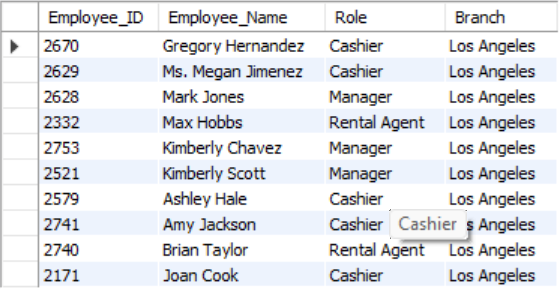 Employee_ID Employee_Name Role Branch
2670 Gregory Hernandez Cashier Los Angeles
2629 Ms. Megan Jimenez Cashier Los Angeles
2628 Mark Jones Manager Los Angeles
2332 Max Hobbs Rental Agent Los Angeles
2753 Kimberly Chavez Manager Los Angeles
2521 Kimberly Scott Manager Los Angeles
2579 Ashley Hale Cashier Los Angeles
2741 Amy Jackson Cashier Cashier s Angeles
2740 Brian Taylor Rental Agent Los Angeles
2171 Joan Cook Cashier Los Angeles